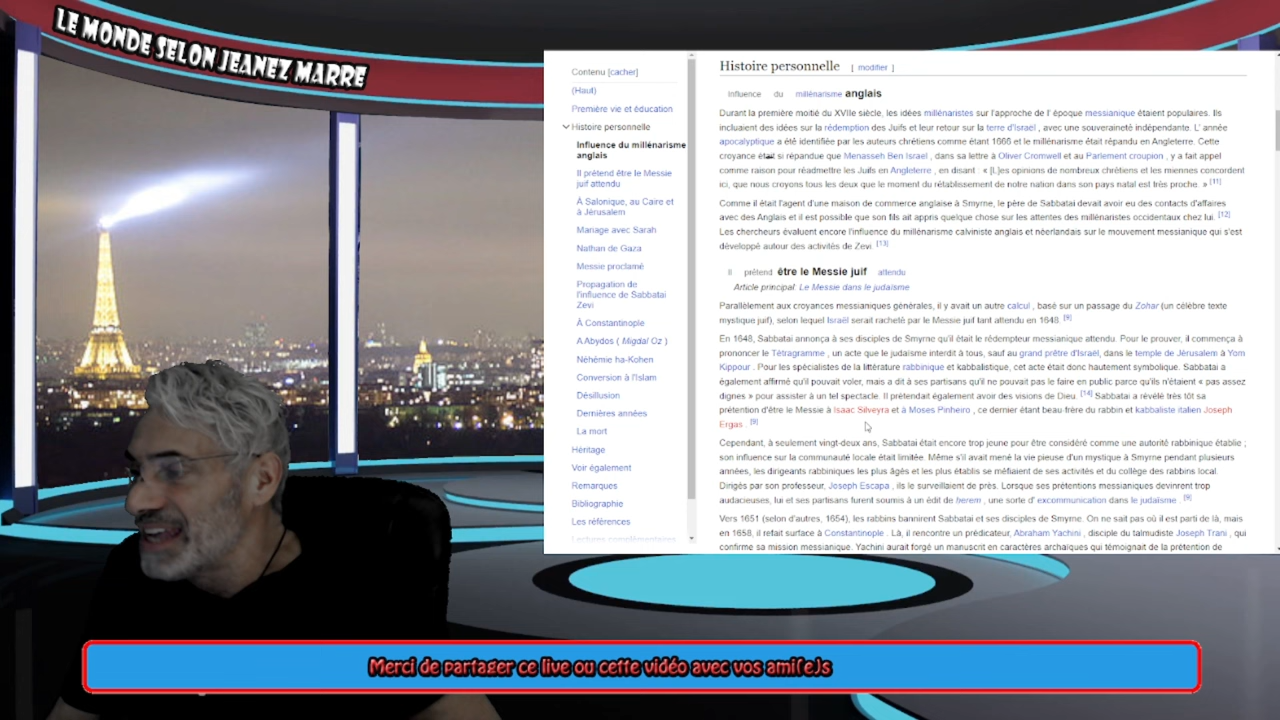 LE MONDE SELON JEANEZ MARRE
Contenu [cacher]
(Haut)
Première vie et éducation
Histoire personnelle
Influence du millénarisme
anglais
Il prétend être le Messie
juif attendu
À Salonique, au Caire et
à Jérusalem
Mariage avec Sarah
Nathan de Gaza
Messie proclamé
Propagation de
l'influence de Sabbatai
Zevi
À Constantinople
A Abydos ( Migdal Oz )
Néhémie ha-Kohen
Conversion à l'Islam
Désillusion
Dernières années
La mort
Héritage
Voir également
Remarques
Bibliographie
Les références
Lectures complémentaires
Histoire personnelle [ modifier ]
Influence du millénarisme anglais
Durant la première moitié du XVIIe siècle, les idées millénaristes sur l'approche de l' époque messianique étaient populaires. Ils
incluaient des idées sur la rédemption des Juifs et leur retour sur la terre d'Israël , avec une souveraineté indépendante. L' année
apocalyptique a été identifiée par les auteurs chrétiens comme étant 1666 et le millénarisme était répandu en Angleterre. Cette
croyance était si répandue que Menasseh Ben Israel , dans sa lettre à Oliver Cromwell et au Parlement croupion , y a fait appel
comme raison pour réadmettre les Juifs en Angleterre , en disant : « [L]es opinions de nombreux chrétiens et les miennes concordent
ici, que nous croyons tous les deux que le moment du rétablissement de notre nation dans son pays natal est très proche. » [11]
Comme il était l'agent d'une maison de commerce anglaise à Smyrne, le père de Sabbatai devait avoir eu des contacts d'affaires
avec des Anglais et il est possible que son fils ait appris quelque chose sur les attentes des millénaristes occidentaux chez lui. [12]
Les chercheurs évaluent encore l'influence du millénarisme calviniste anglais et néerlandais sur le mouvement messianique qui s'est
développé autour des activités de Zevi. [13]
Il prétend être le Messie juif attendu
Article principal: Le Messie dans le judaïsme
Parallèlement aux croyances messianiques générales, il y avait un autre calcul , basé sur un passage du Zohar (un célèbre texte
mystique juif), selon lequel Israël serait racheté par le Messie juif tant attendu en 1648. [9]
En 1648, Sabbatai annonça à ses disciples de Smyrne qu'il était le rédempteur messianique attendu. Pour le prouver, il commença à
prononcer le Tétragramme , un acte que le judaïsme interdit à tous, sauf au grand prêtre d'Israël, dans le temple de Jérusalem à Yom
Kippour . Pour les spécialistes de la littérature rabbinique et kabbalistique, cet acte était donc hautement symbolique. Sabbatai a
également affirmé qu'il pouvait voler, mais a dit à ses partisans qu'il ne pouvait pas le faire en public parce qu'ils n'étaient « pas assez
dignes » pour assister à un tel spectacle. Il prétendait également avoir des visions de Dieu. [14] Sabbatai a révélé très tôt sa
prétention d'être le Messie à Isaac Silveyra et à Moses Pinheiro , ce dernier étant beau-frère du rabbin et kabbaliste italien Joseph
Ergas . [9]
Cependant, à seulement vingt-deux ans, Sabbatai était encore trop jeune pour être considéré comme une autorité rabbinique établie ;
son influence sur la communauté locale était limitée. Même s'il avait mené la vie pieuse d'un mystique à Smyrne pendant plusieurs
années, les dirigeants rabbiniques les plus âgés et les plus établis se méfiaient de ses activités et du collège des rabbins local.
Dirigés par son professeur, Joseph Escapa , ils le surveillaient de près. Lorsque ses prétentions messianiques devinrent trop
audacieuses, lui et ses partisans furent soumis à un édit de herem , une sorte d' excommunication dans le judaïsme . [9]
Vers 1651 (selon d'autres, 1654), les rabbins bannirent Sabbatai et ses disciples de Smyrne. On ne sait pas où il est parti de là, mais
en 1658, il refait surface à Constantinople . Là, il rencontre un prédicateur, Abraham Yachini , disciple du talmudiste Joseph Trani , qui
confirme sa mission messianique. Yachini aurait forgé un manuscrit en caractères archaïques qui témoignait de la prétention de
Merci de partager ce live ou cette vidéo avec vos ami(e)s